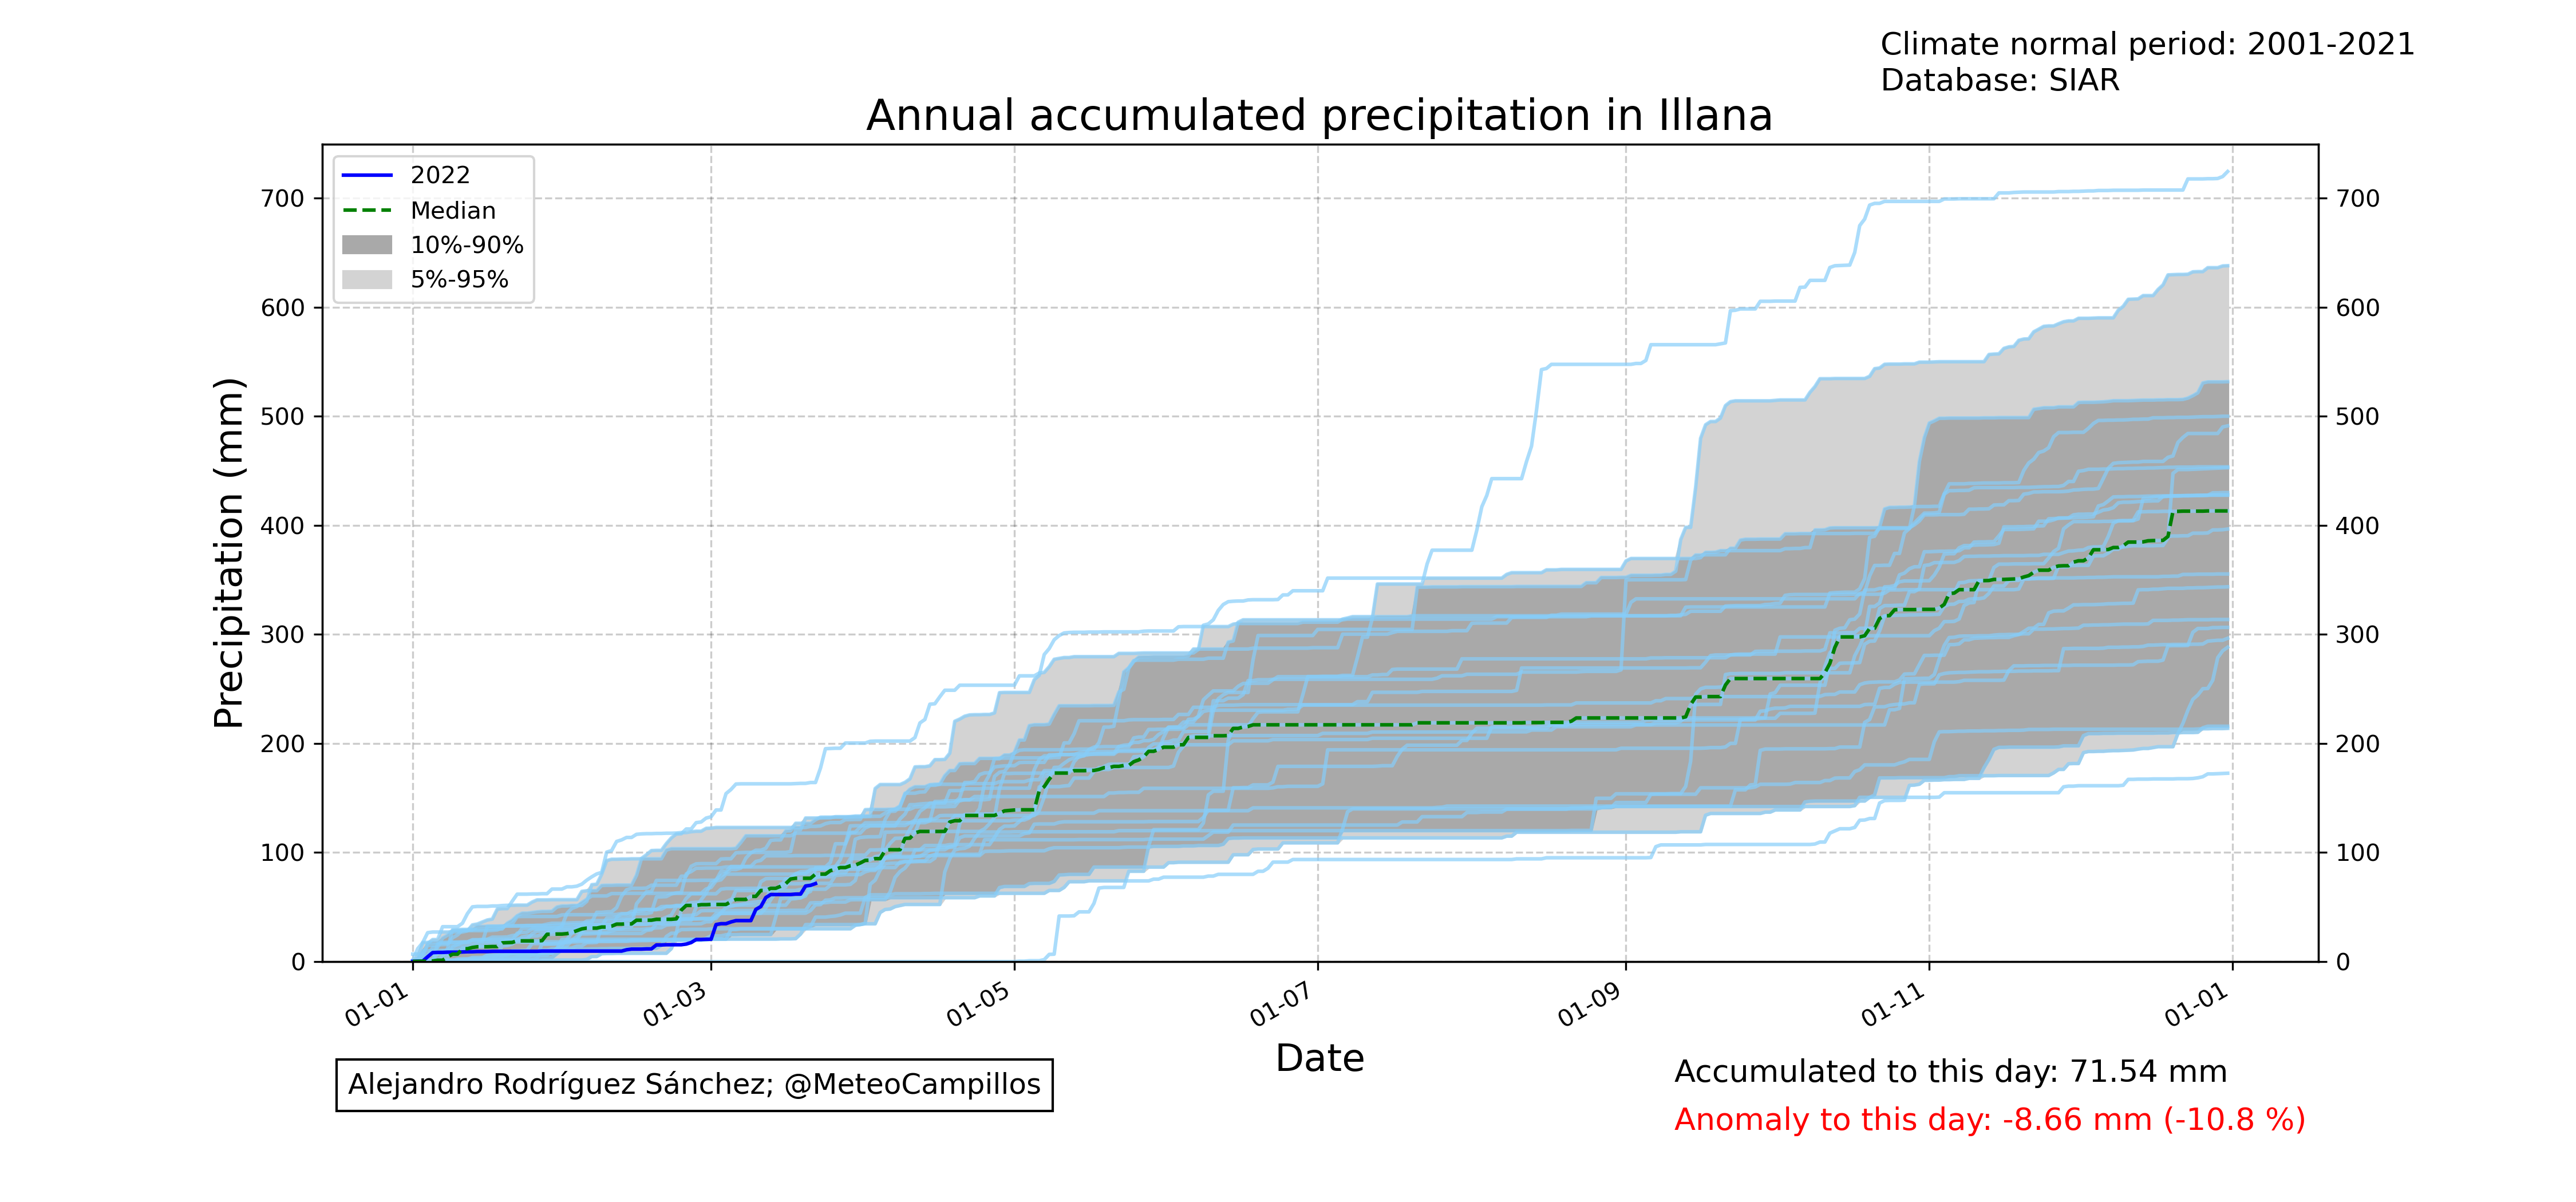 Climate normal period: 2001-2021
Database: SIAR
Annual accumulated precipitation in Illana
2022
Median
10%-90%
5%-95%
Precipitation (mm)
700
600
500
400
300
200
100
0
700
600
500
400
300
200
100
0
01-01
01-03
01-05
01-07
01-09
01-11
01-01
Date
Alejandro Rodríguez Sánchez; @MeteoCampillos
Accumulated to this day: 71.54 mm
Anomaly to this day: -8.66 mm (-10.8 %)